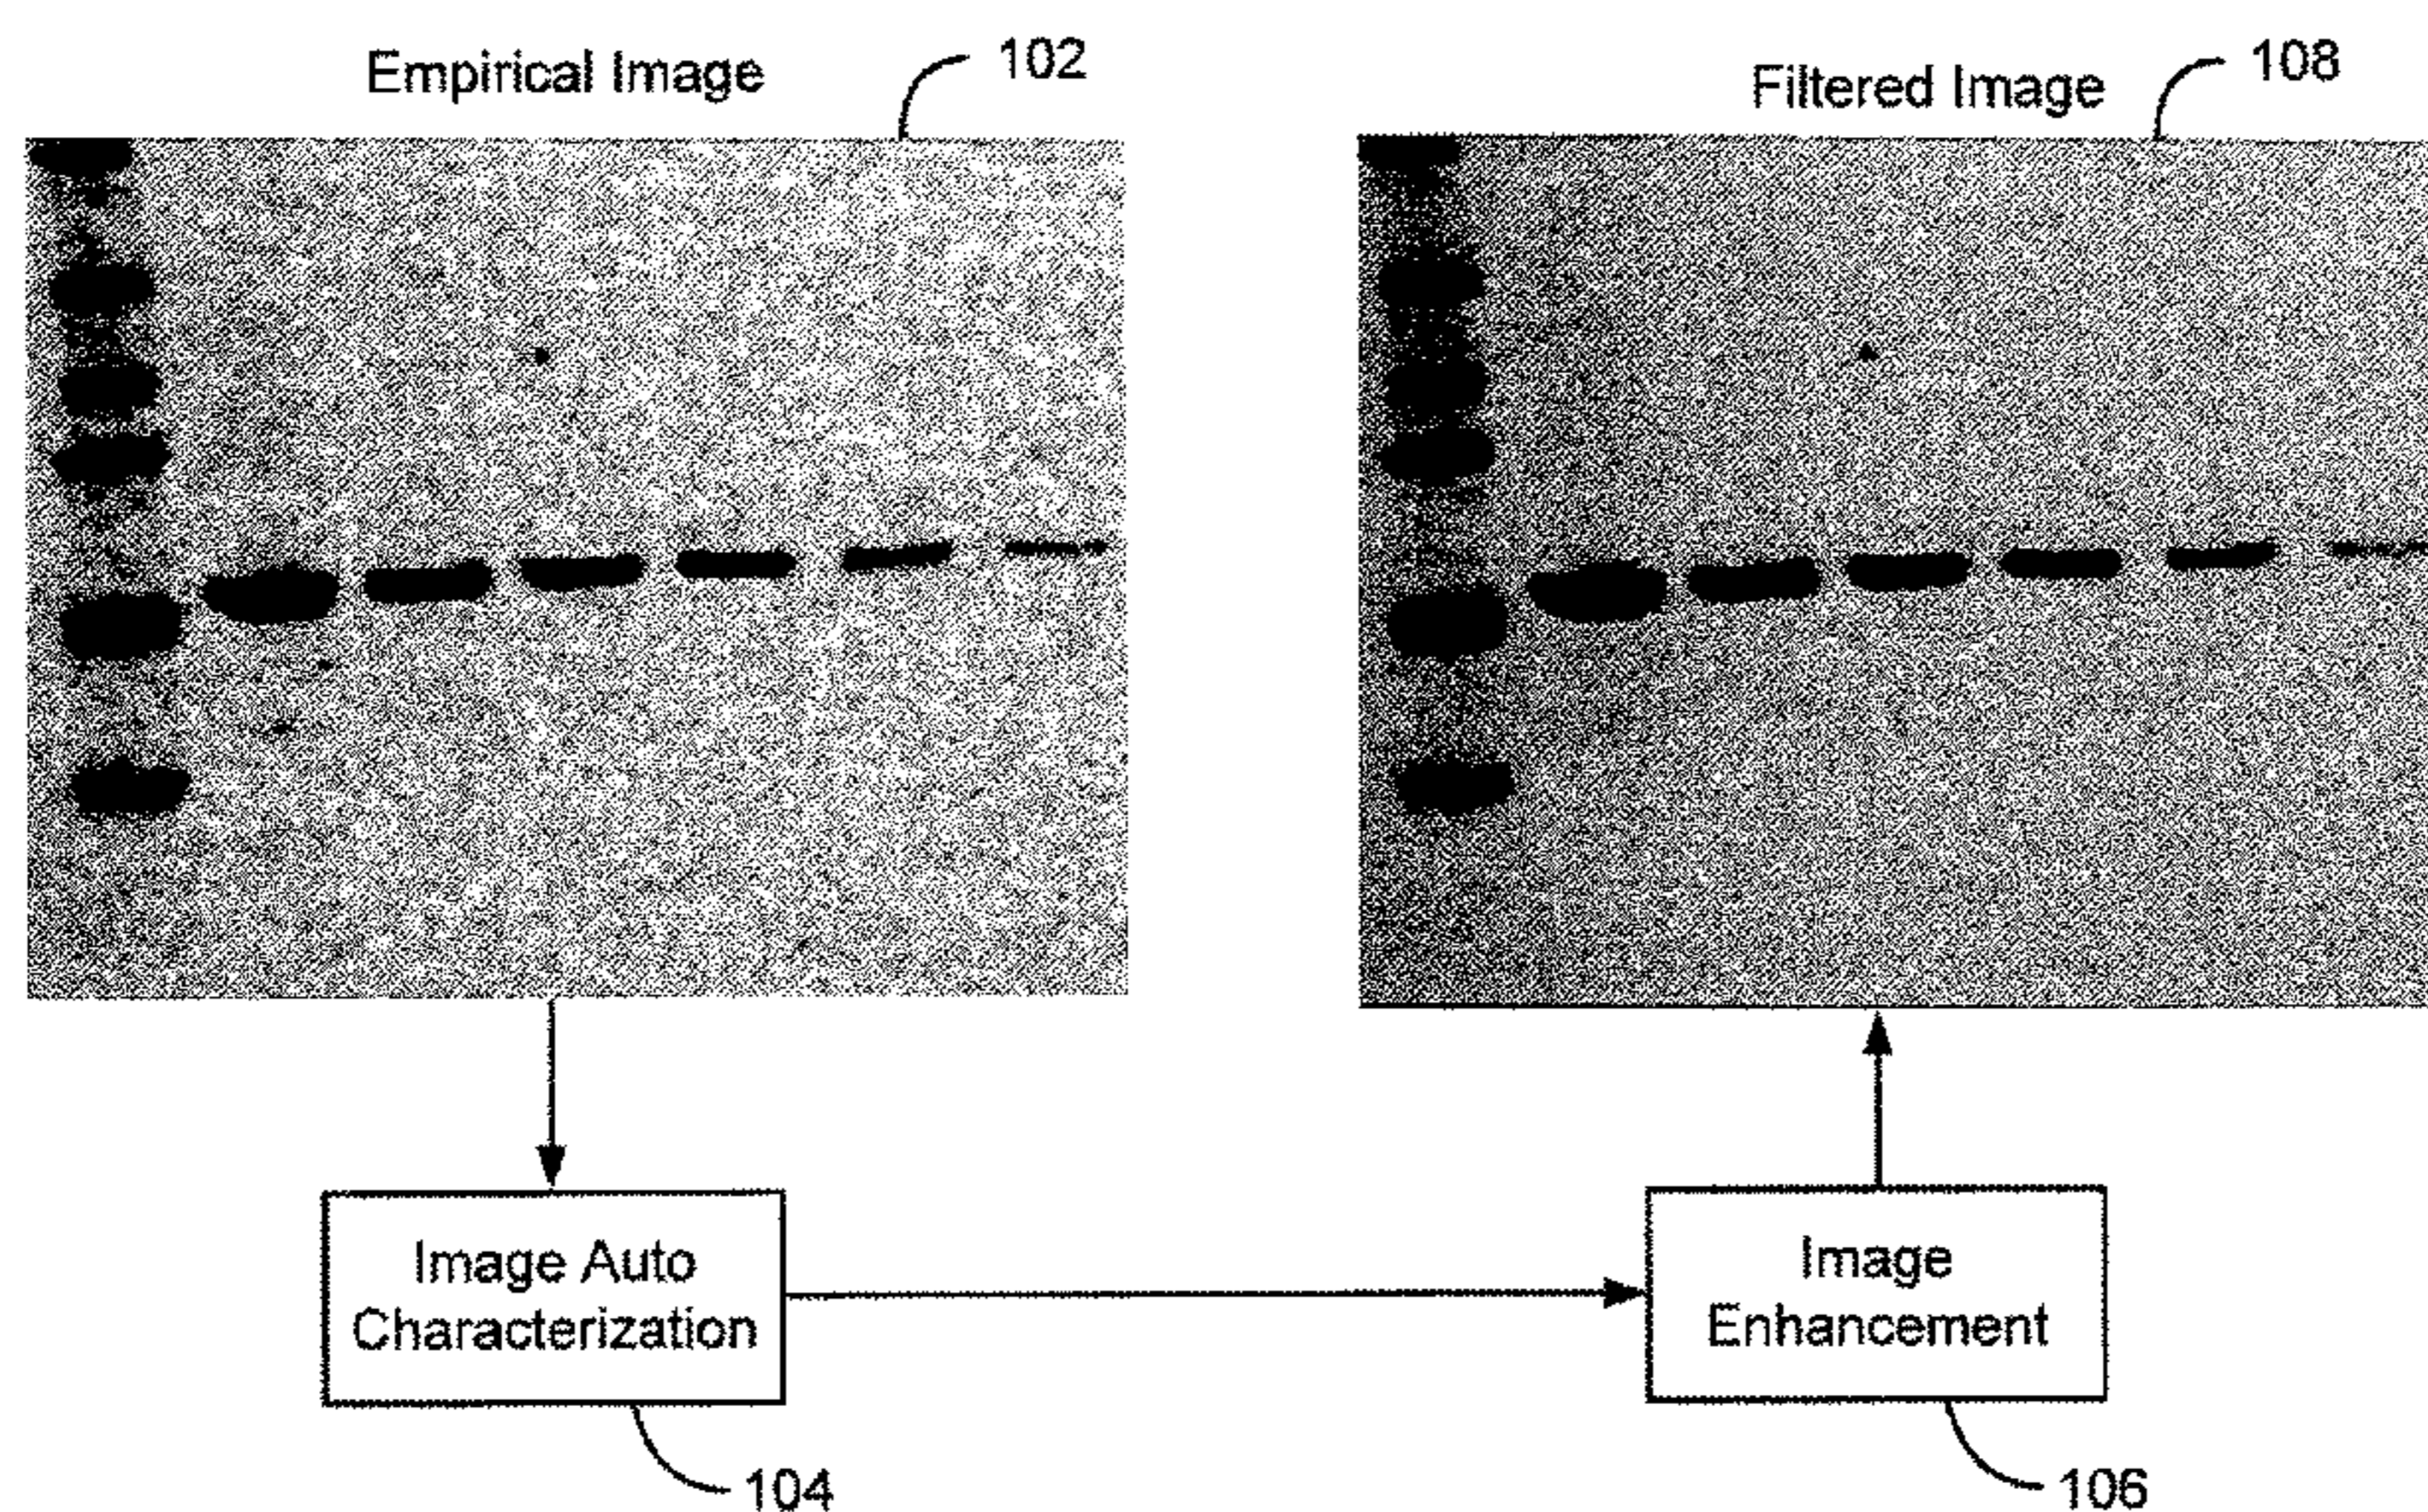 Empirical Image
102
Filtered Image
108
Image Auto
Characterization
104
Image
Enhancement
106